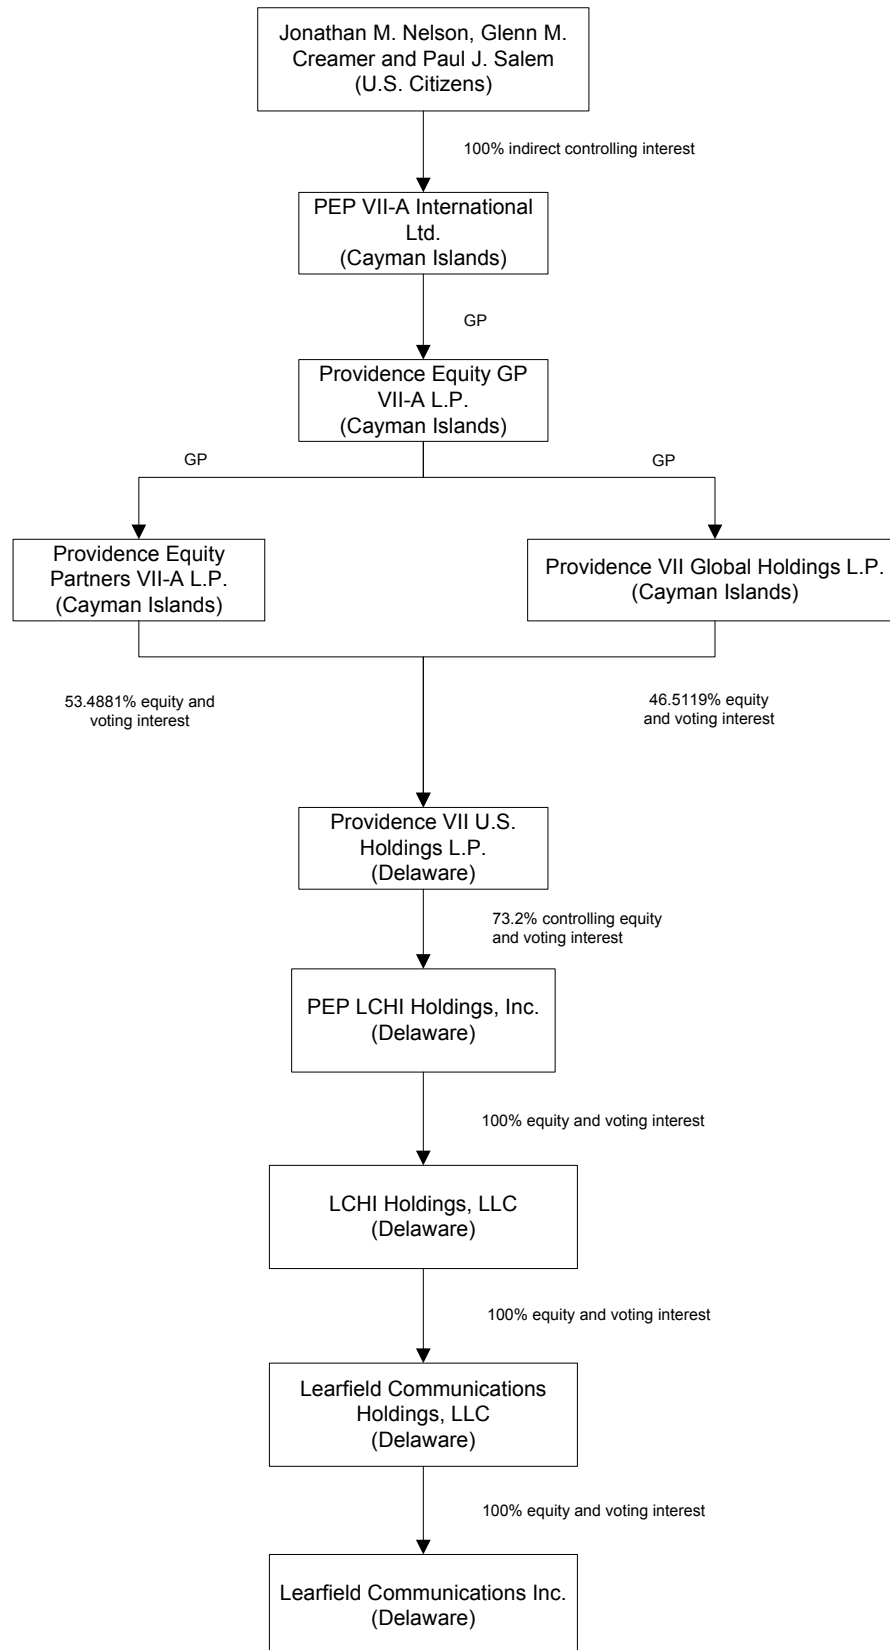 Jonathan M. Nelson, Glenn M.
Creamer and Paul J. Salem
(U.S. Citizens)
100% indirect controlling interest
PEP VII-A International
Ltd.
(Cayman Islands)
GP
Providence Equity GP
VII-A L.P.
(Cayman Islands)
GP
GP
Providence Equity
Partners VII-A L.P.
(Cayman Islands)
Providence VII Global Holdings L.P.
(Cayman Islands)
53.4881% equity and
voting interest
46.5119% equity
and voting interest
Providence VII U.S.
Holdings L.P.
(Delaware)
73.2% controlling equity
and voting interest
PEP LCHI Holdings, Inc.
(Delaware)
100% equity and voting interest
LCHI Holdings, LLC
(Delaware)
100% equity and voting interest
Learfield Communications
Holdings, LLC
(Delaware)
100% equity and voting interest
Learfield Communications Inc.
(Delaware)